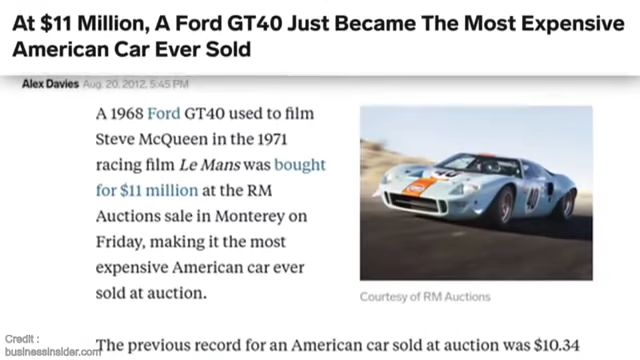 At $11 Million, A Ford GT40 Just Became The Most Expensive
American Car Ever Sold
Alex Davies Aug. 20, 2012, 5:45 PM
A 1968 Ford GT40 used to film
Steve McQueen in the 1971
racing film Le Mans was bought
for $11 million at the RM
Auctions sale in Monterey on
Friday, making it the most
expensive American car ever
sold at auction.
40
40
Courtesy of RM Auctions
The previous record for an American car sold at auction was $10.34
Credit :
businessinsider.com